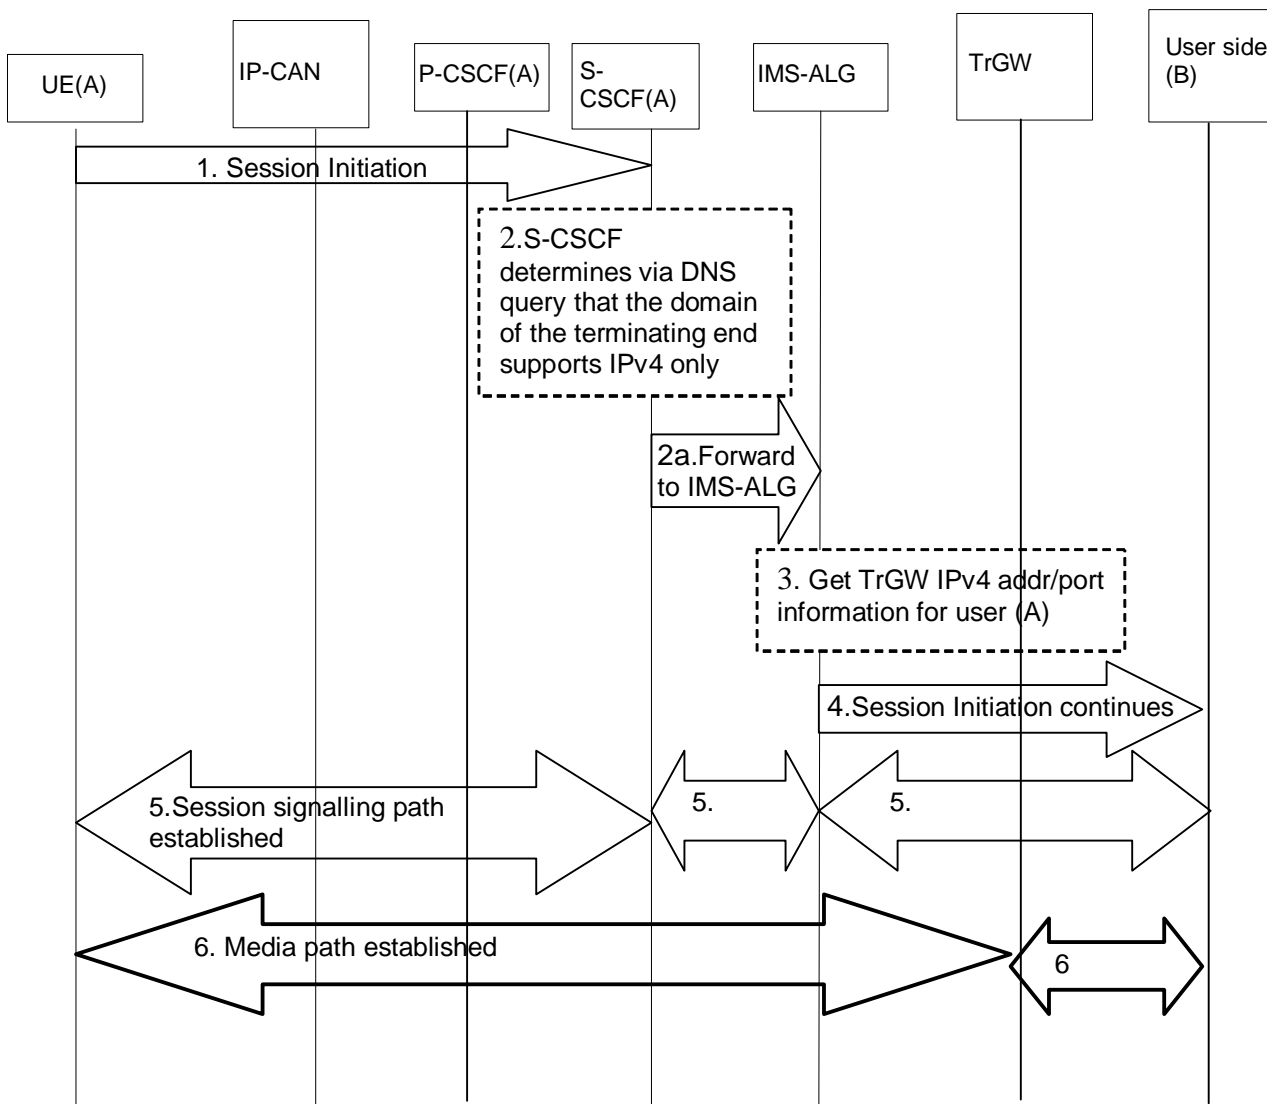 UE(A)
IP-CAN
P-CSCF(A)
S-
CSCF(A)
IMS-ALG
TrGW
User side
(B)
1. Session Initiation
2.S-CSCF
determines via DNS
query that the domain
of the terminating end
supports IPv4 only
2a.Forward
to IMS-ALG
3. Get TrGW IPv4 addr/port
information for user (A)
4.Session Initiation continues
5.Session signalling path
established
5.
5.
6. Media path established
6